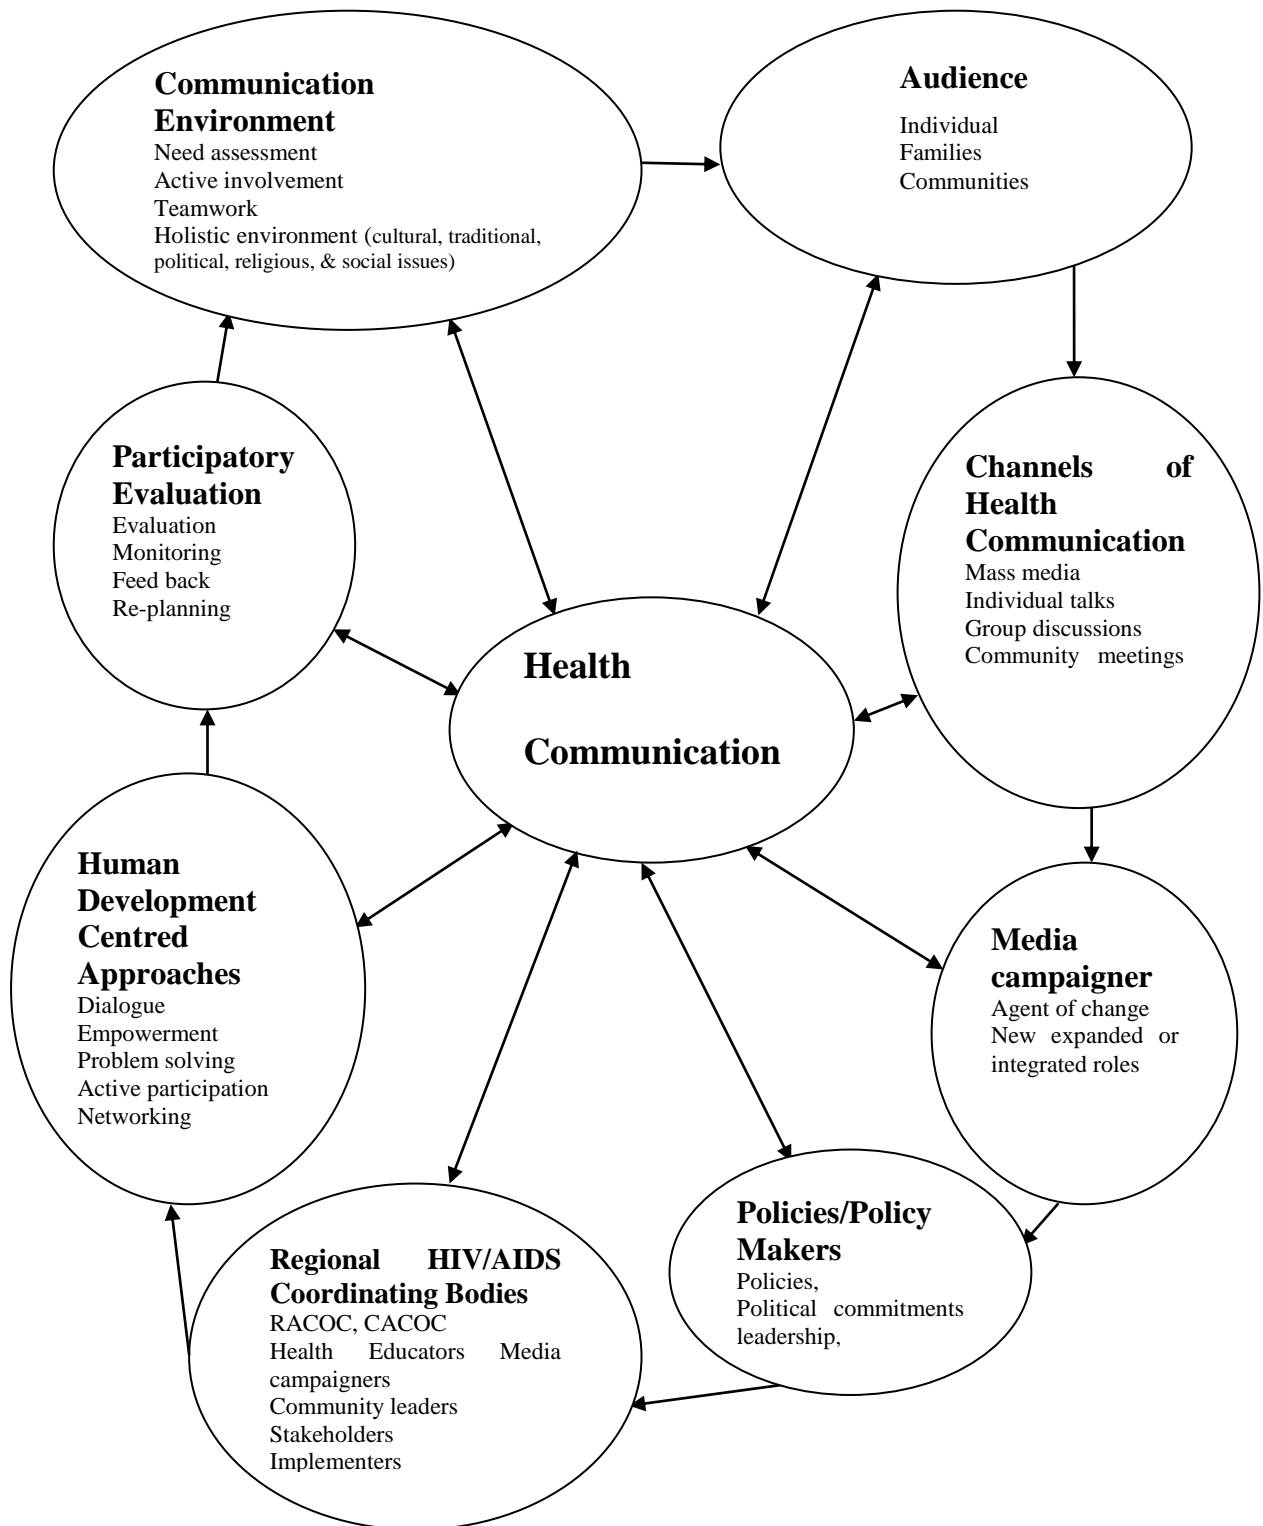 Communication
Environment
Need assessment
Active involvement
Teamwork
Holistic environment (cultural, traditional,
political, religious, & social issues)
Audience
Individual
Families
Communities
Participatory
Evaluation
Evaluation
Monitoring
Feed back
Re-planning
Channels of
Health
Communication
Mass media
Individual talks
Group discussions
Community meetings
Health
Communication
Human
Development
Centred
Approaches
Dialogue
Empowerment
Problem solving
Active participation
Networking
Media
campaigner
Agent of change
New expanded or
integrated roles
Policies/Policy
Makers
Policies,
Political commitments
leadership,
Regional HIV/AIDS
Coordinating Bodies
RACOC, CACOC
Health Educators Media
campaigners
Community leaders
Stakeholders
Implementers